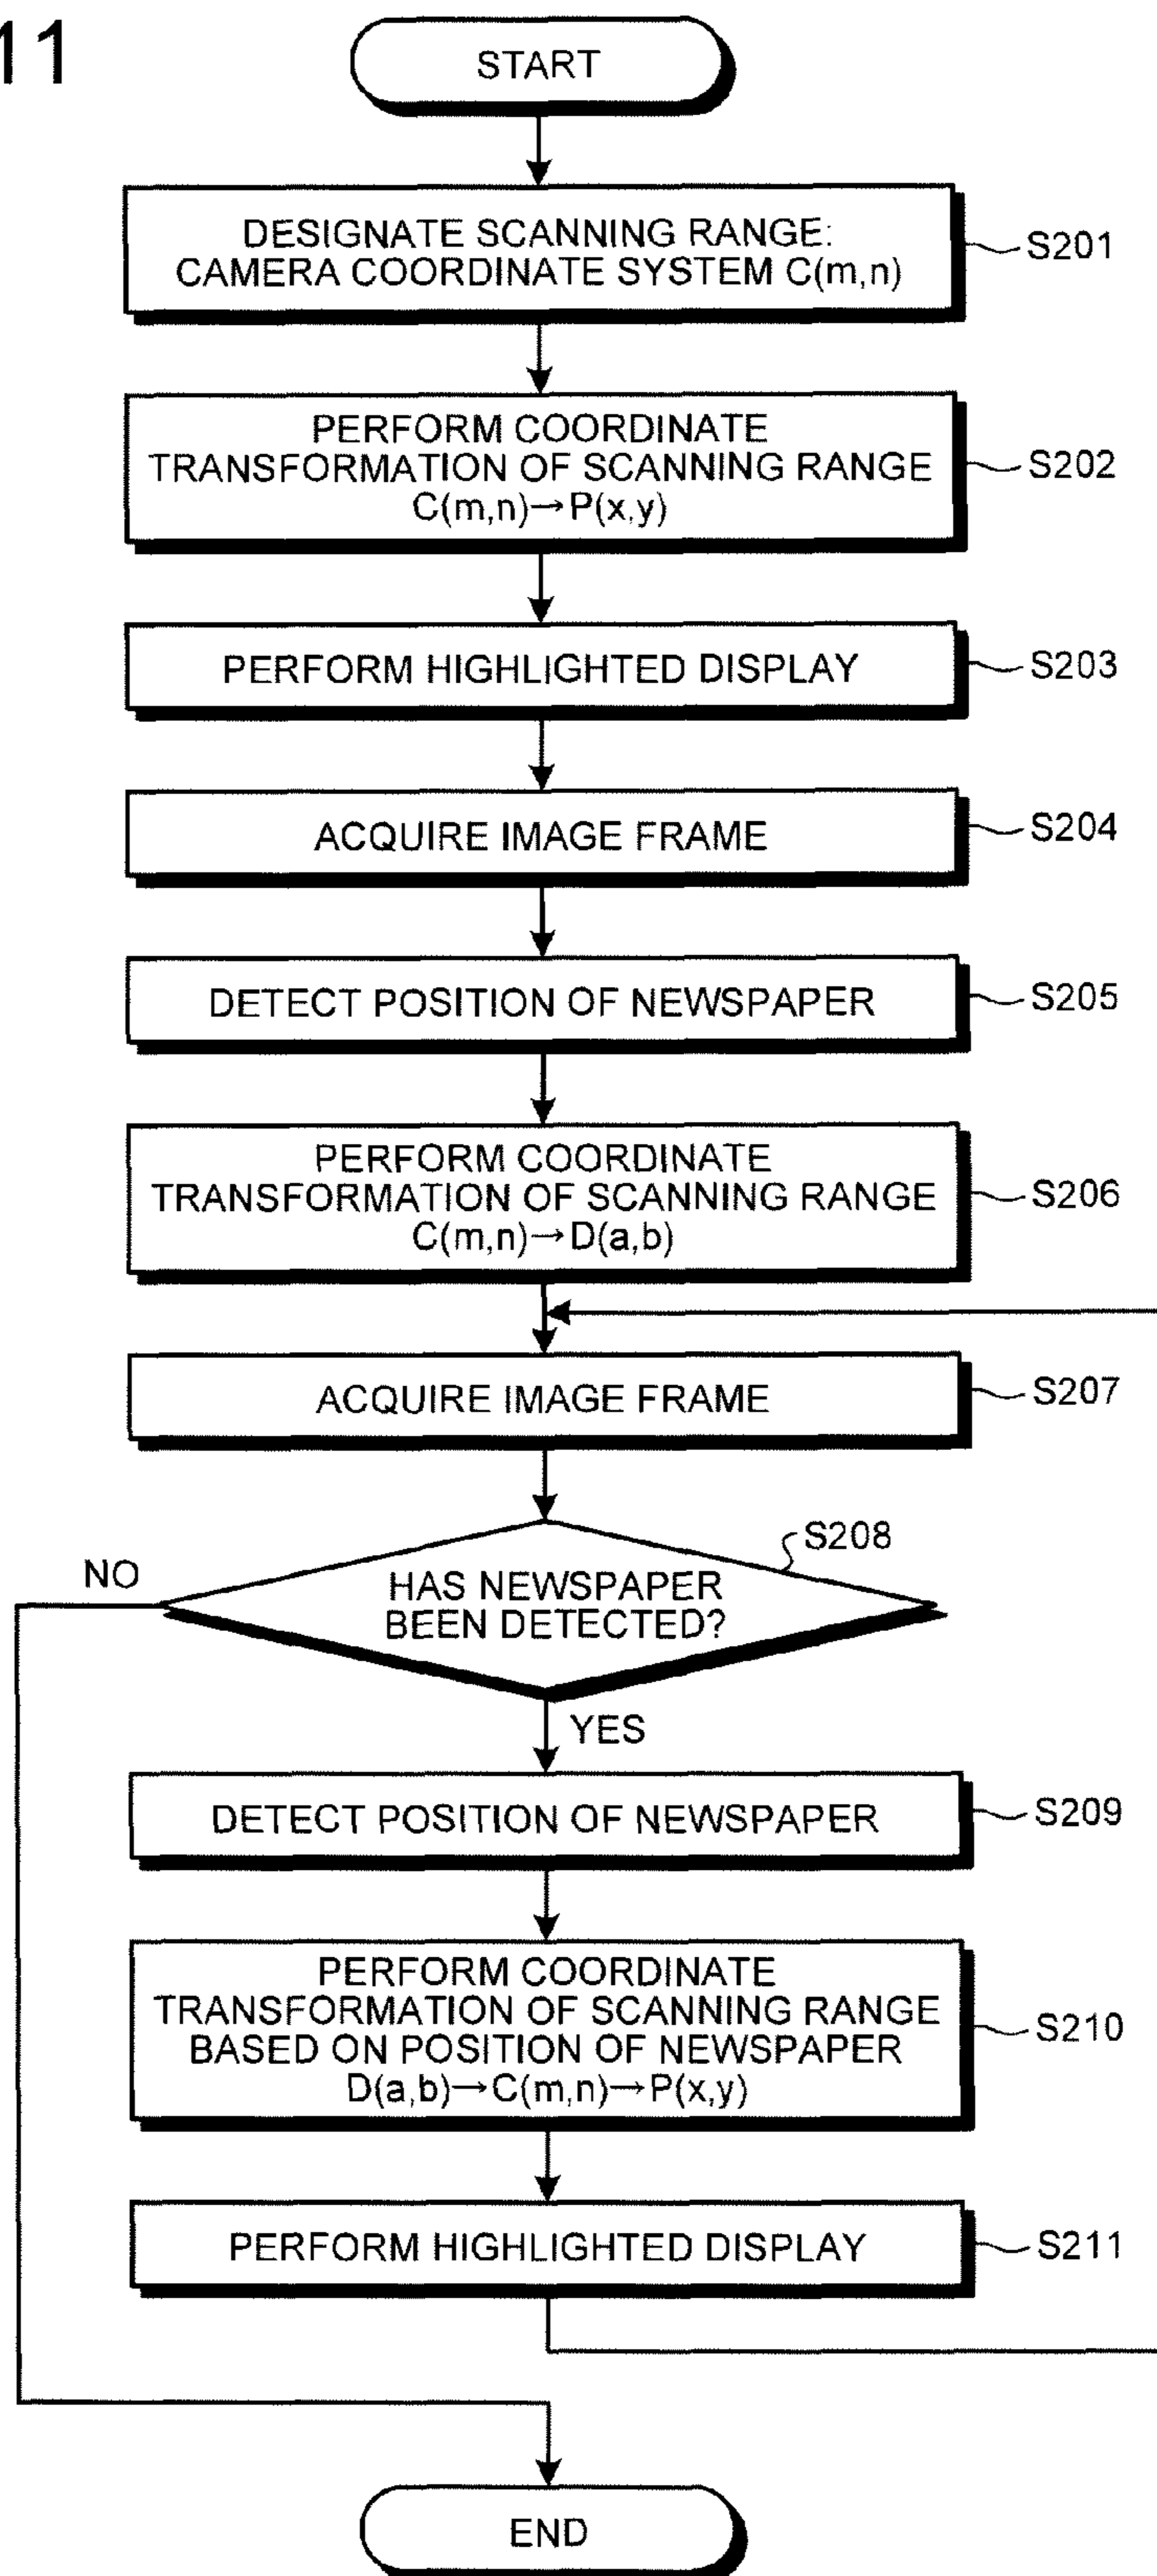 11
START
DESIGNATE SCANNING RANGE:
CAMERA COORDINATE SYSTEM C(m,n)
S201
PERFORM COORDINATE
TRANSFORMATION OF SCANNING RANGE
C(m,n)→P(x,y)
S202
PERFORM HIGHLIGHTED DISPLAY
S203
ACQUIRE IMAGE FRAME
S204
DETECT POSITION OF NEWSPAPER
S205
PERFORM COORDINATE
TRANSFORMATION OF SCANNING RANGE
C(m,n)→D(a,b)
S206
ACQUIRE IMAGE FRAME
S207
S208
NO
HAS NEWSPAPER
BEEN DETECTED?
YES
DETECT POSITION OF NEWSPAPER
S209
PERFORM COORDINATE
TRANSFORMATION OF SCANNING RANGE
BASED ON POSITION OF NEWSPAPER
D(a,b)→C(m,n)→P(x,y)
S210
PERFORM HIGHLIGHTED DISPLAY
S211
END